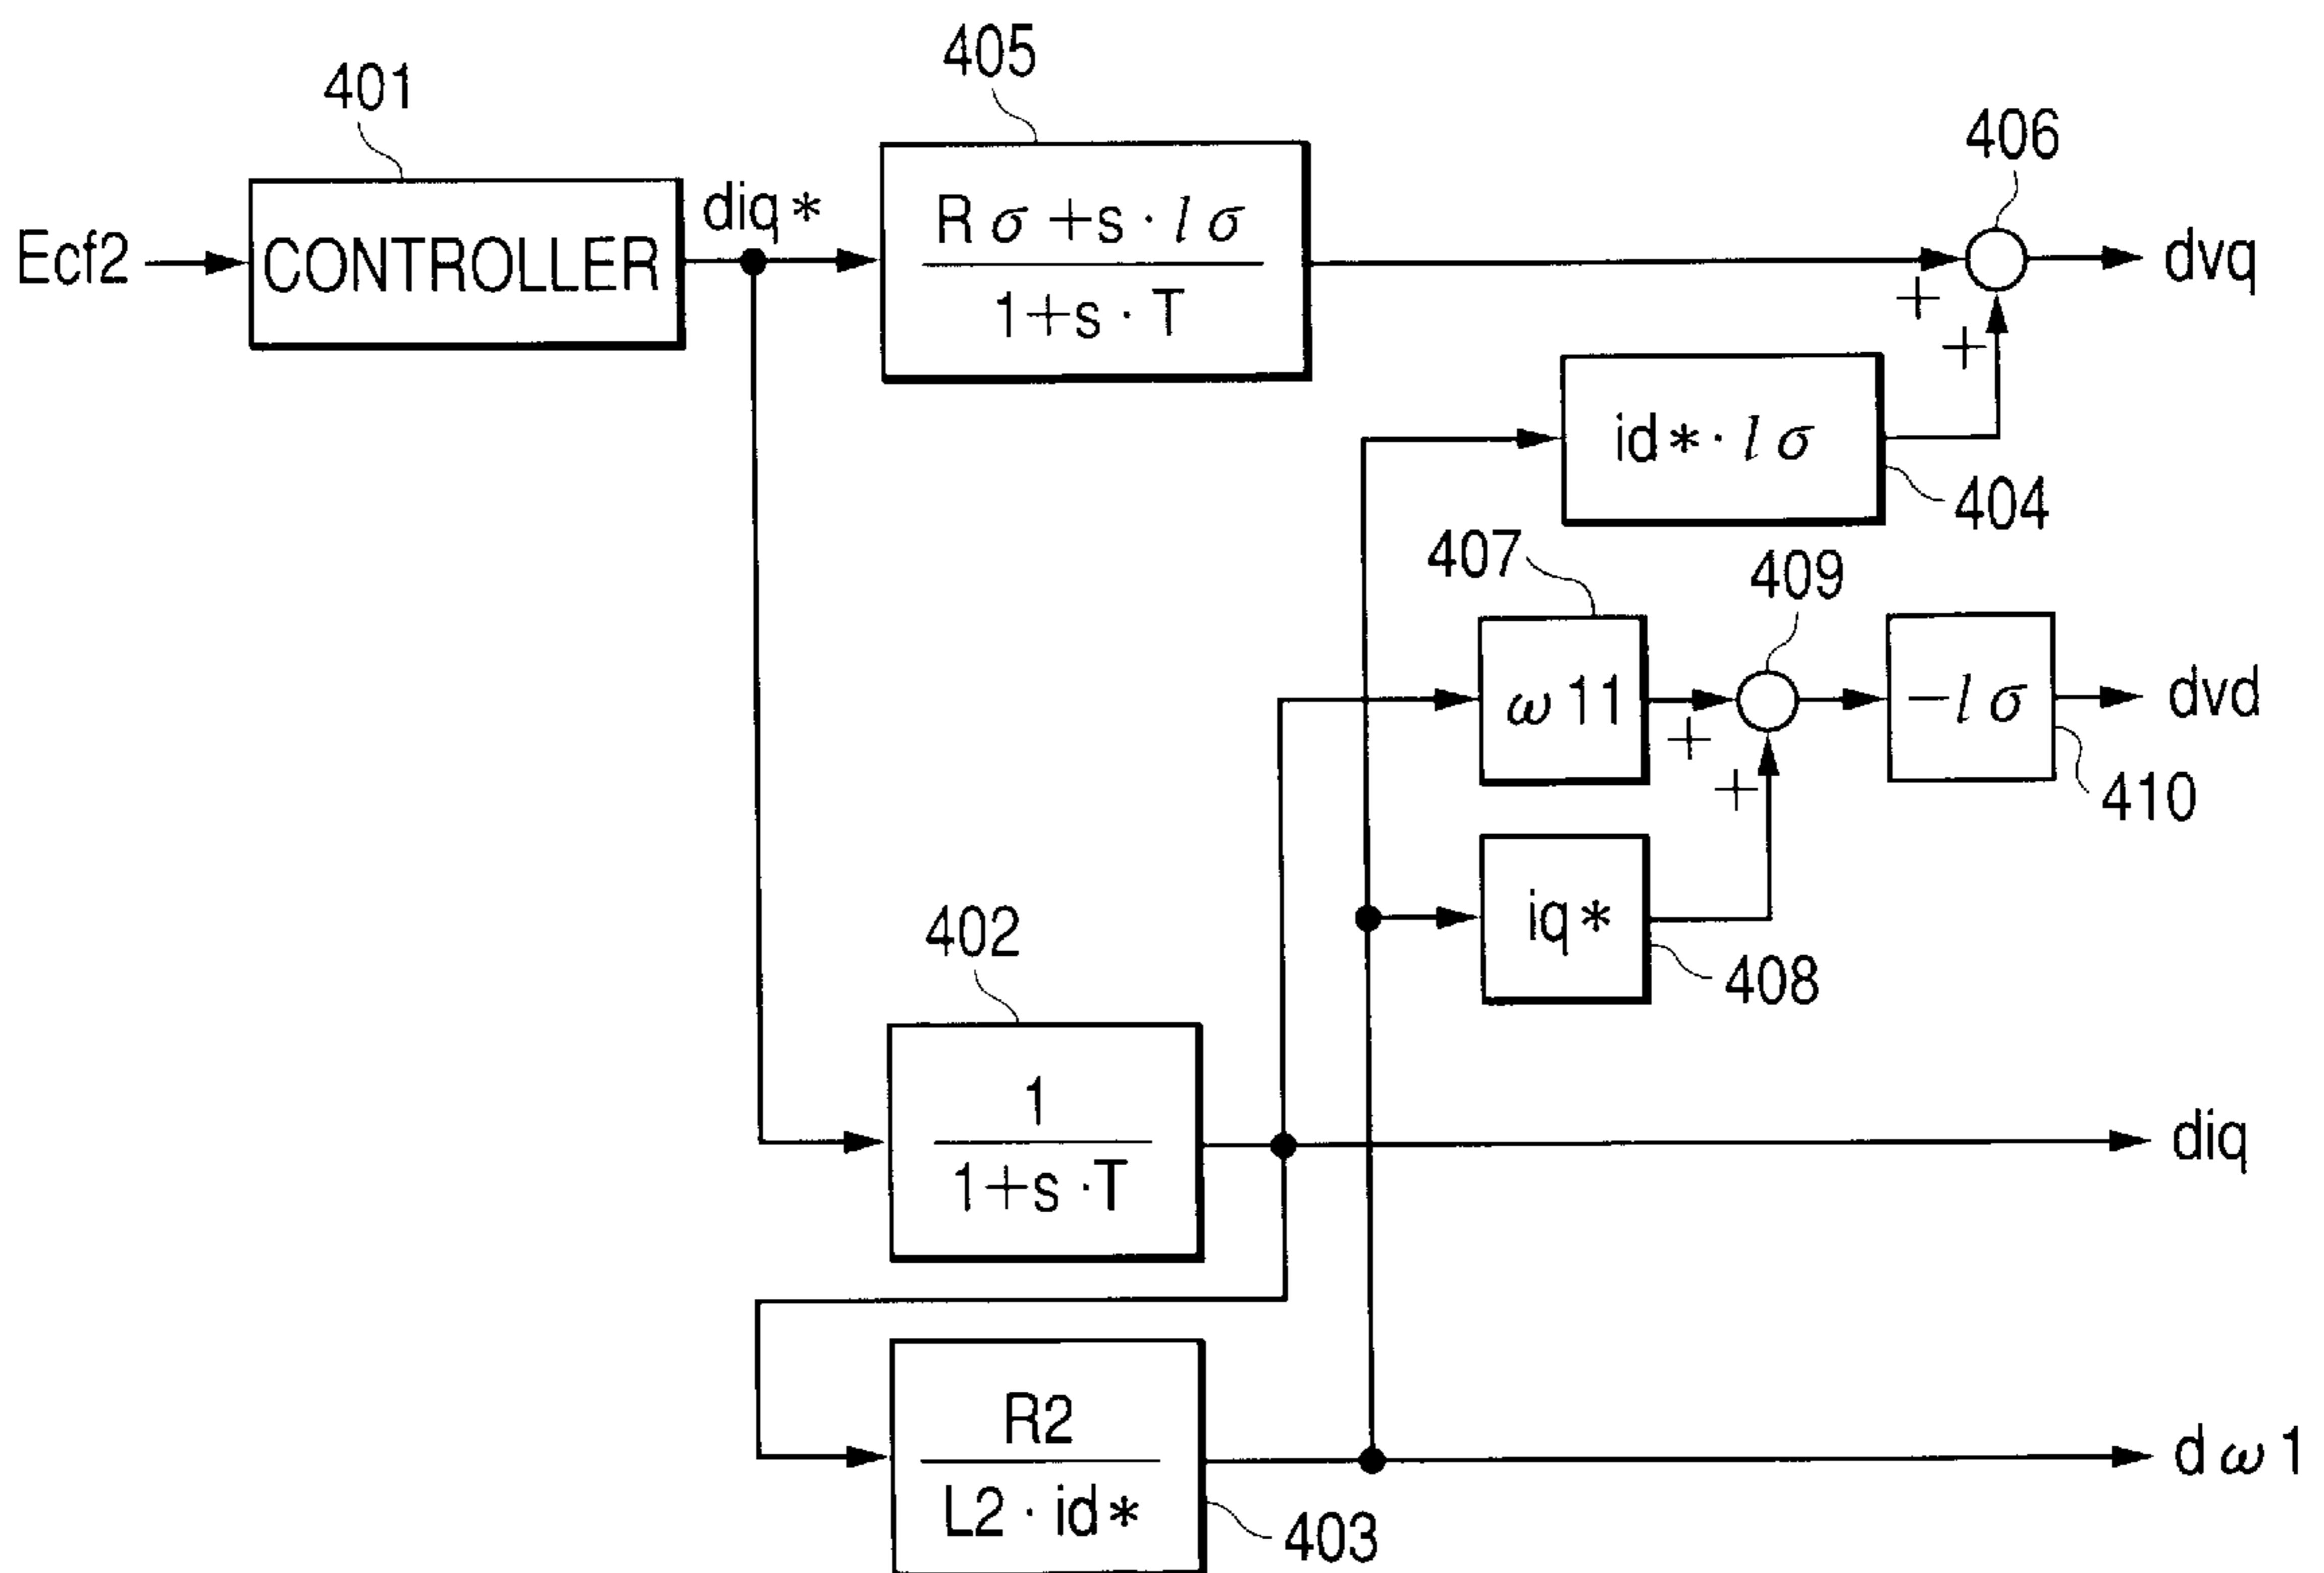 405
401
406
diq*
Rσ+s·lσ
1+s·T
Ecf2
CONTROLLER
+
dvq
+
id*·lσ
404
407
409
ω11
+
+
-lσ
dvd
410
iq*
408
402
1
1+s·T
diq
R2
L2·id*
403
dω1